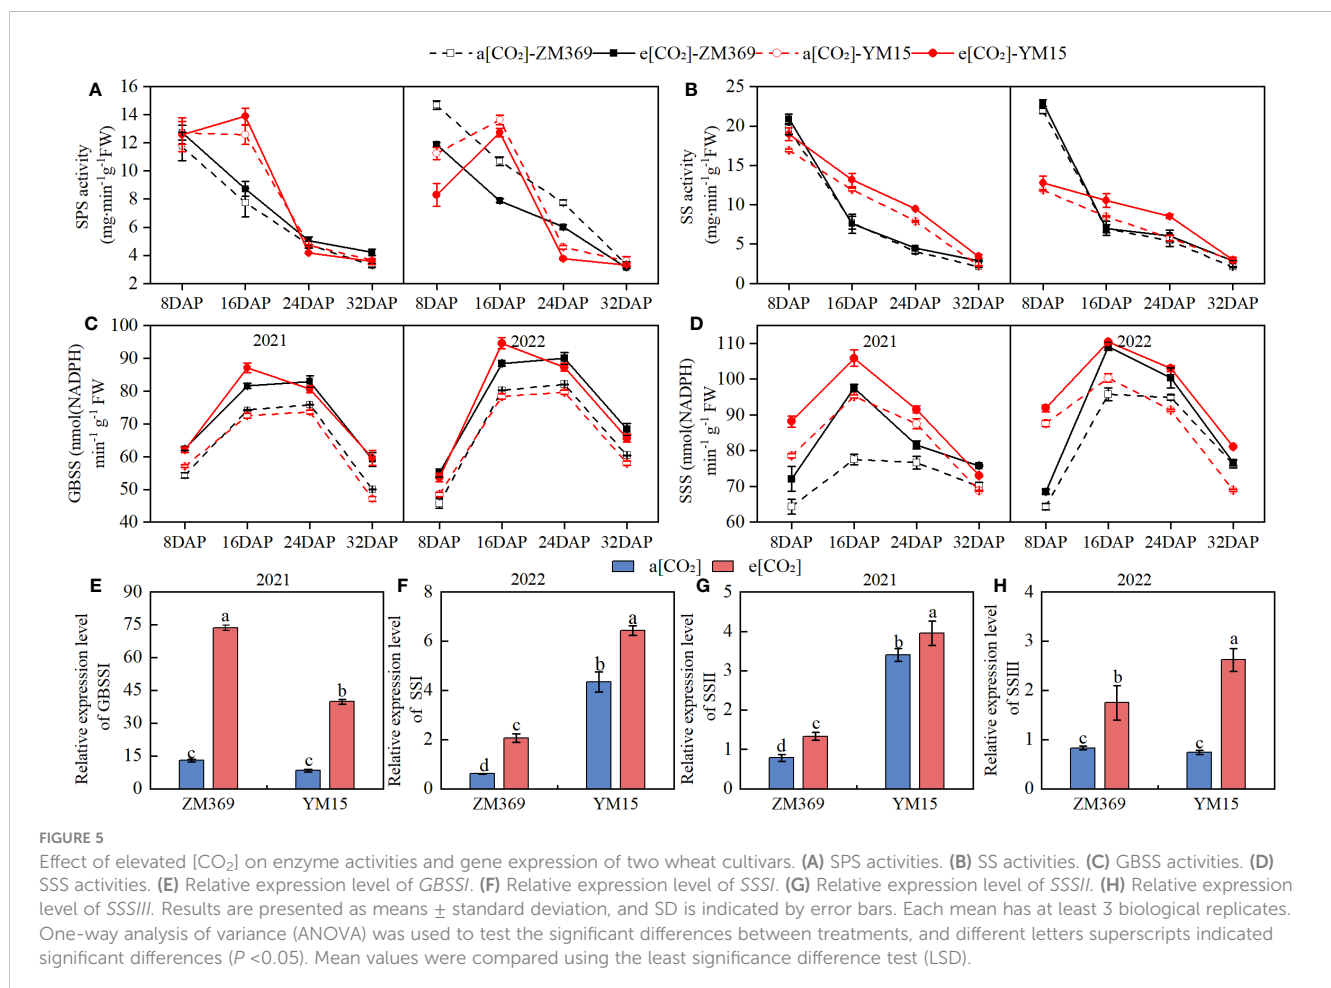 a[CO₂]-ZM369 e[CO₂]-ZM369 a[CO₂]-YM15 e[CO₂]-YM15
A
SPS activity
(mg·min⁻¹g⁻¹FW)
16
14
12
10
8
6
4
2
8DAP 16DAP 24DAP 32DAP 8DAP 16DAP 24DAP 32DAP
B
SS activity
(mg·min⁻¹g⁻¹FW)
25
20
15
10
5
0
8DAP 16DAP 24DAP 32DAP 8DAP 16DAP 24DAP 32DAP
C
GBSS (nmol(NADPH)
min⁻¹ g⁻¹ FW
100
90
80
70
60
50
40
2021 2022
8DAP 16DAP 24DAP 32DAP 8DAP 16DAP 24DAP 32DAP
D
SSS (nmol(NADPH)
min⁻¹ g⁻¹ FW
110
100
90
80
70
60
2021 2022
8DAP 16DAP 24DAP 32DAP 8DAP 16DAP 24DAP 32DAP
a[CO₂] e[CO₂]
E
2021
Relative expression level
of GBSSI
90
75
60
45
30
15
0
c a c b
ZM369 YM15
F
2022
Relative expression level
of SSI
8
6
4
2
0
d c b a
ZM369 YM15
G
2021
Relative expression level
of SSII
5
4
3
2
1
0
d c b a
ZM369 YM15
H
2022
Relative expression level
of SSIII
4
3
2
1
0
c b c a
ZM369 YM15
FIGURE 5
Effect of elevated [CO₂] on enzyme activities and gene expression of two wheat cultivars. (A) SPS activities. (B) SS activities. (C) GBSS activities. (D)
SSS activities. (E) Relative expression level of GBSSI. (F) Relative expression level of SSSI. (G) Relative expression level of SSSII. (H) Relative expression
level of SSSIII. Results are presented as means ± standard deviation, and SD is indicated by error bars. Each mean has at least 3 biological replicates.
One-way analysis of variance (ANOVA) was used to test the significant differences between treatments, and different letters superscripts indicated
significant differences (P <0.05). Mean values were compared using the least significance difference test (LSD).